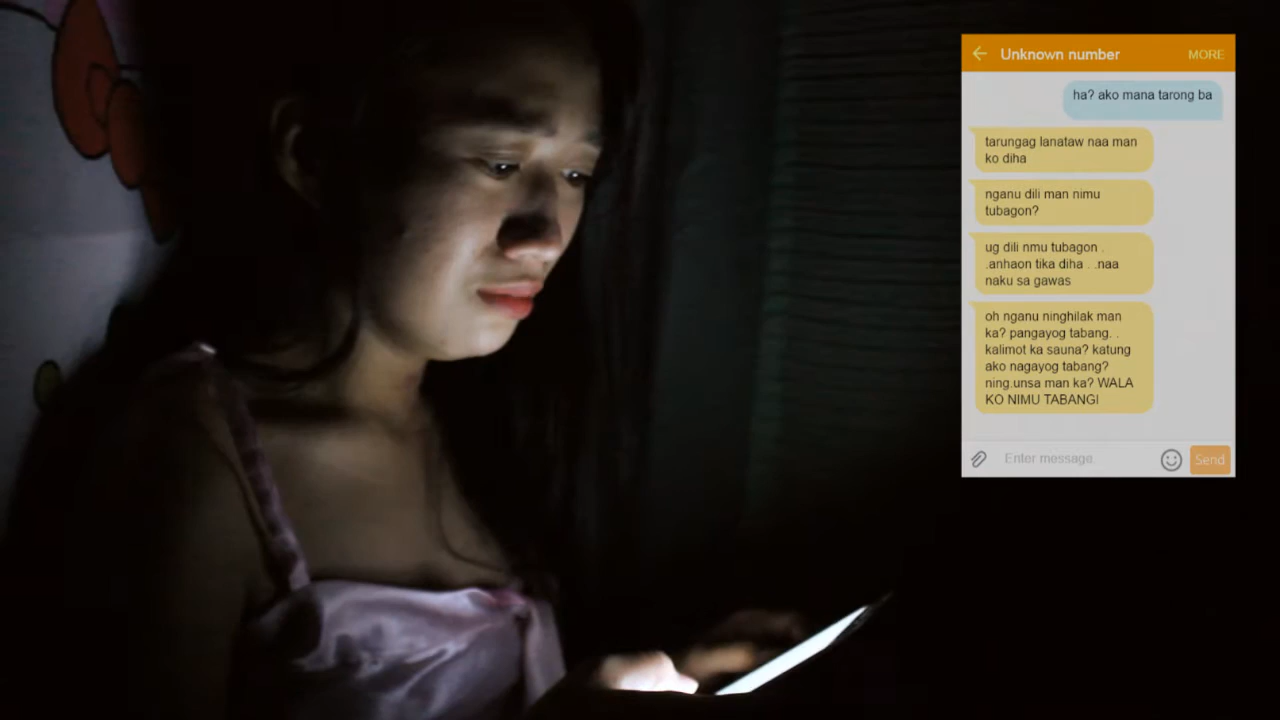 Unknown number
MORE
ha? ako mana tarong ba
tarungag lanataw naa man
ko diha
nganu dili man nimu
tubagon?
ug dili nmu tubagon .
.anhaon tika diha . .naa
naku sa gawas
oh nganu ninghilak man
ka? pangayog tabang. .
kalimot ka sauna? katung
ako nagayog tabang?
ning.unsa man ka? WALA
KO NIMU TABANGI
Enter message.
Send